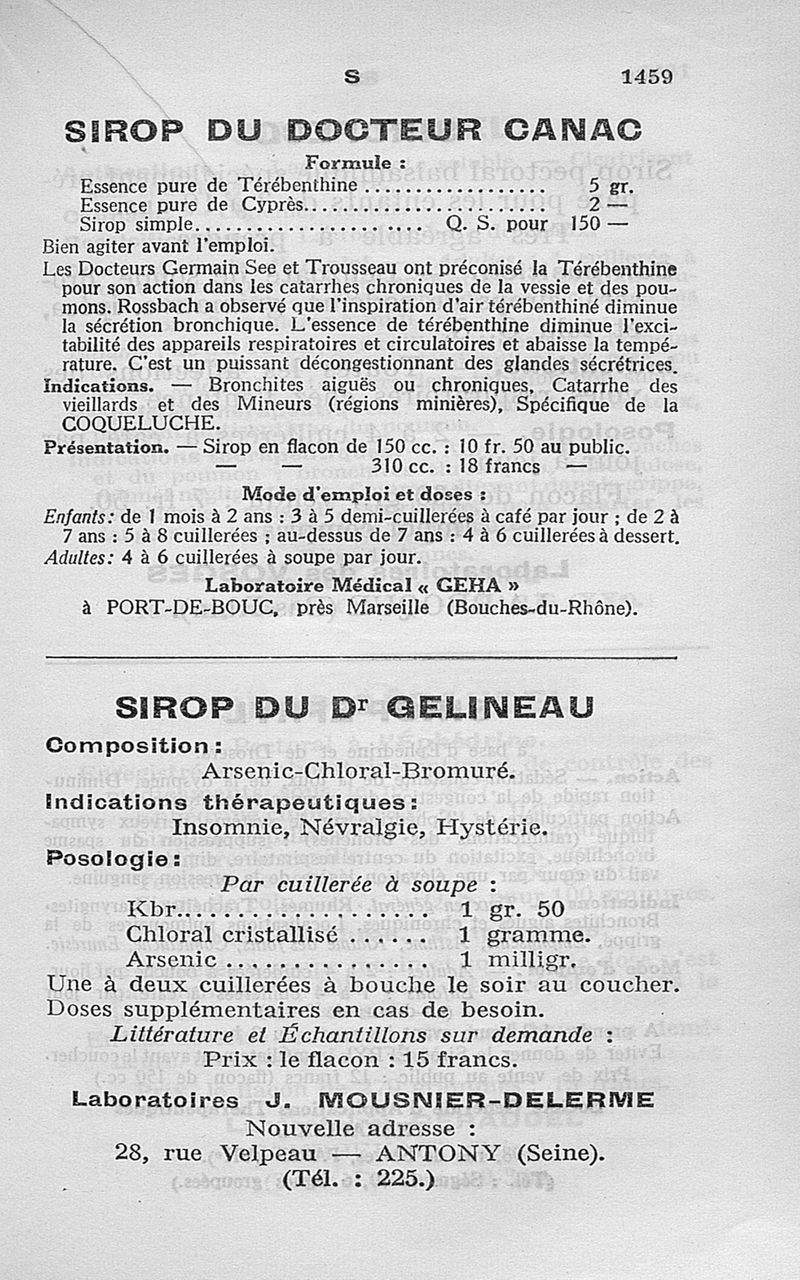 S 1459
SIROP DU DOCTEUR CANAC
Formule :
Essence pure de Térébenthine .................. 5 gr.
Essence pure de Cyprès........................... 2 —
Sirop simple....................... Q. S. pour 150 —
Bien agiter avant l'emploi.
Les Docteurs Germain See et Trousseau ont préconisé la Térébenthine
pour son action dans les catarrhes chroniques de la vessie et des pou-
mons. Rossbach a observé que l'inspiration d'air térébenthiné diminue
la sécrétion bronchique. L'essence de térébenthine diminue l'exci-
tabilité des appareils respiratoires et circulatoires et abaisse la tempé-
rature. C'est un puissant décongestionnant des glandes sécrétrices.
Indications. — Bronchites aiguës ou chroniques, Catarrhe des
vieillards et des Mineurs (régions minières), Spécifique de la
COQUELUCHE.
Présentation. — Sirop en flacon de 150 cc. : 10 fr. 50 au public.
— — 310 cc. : 18 francs —
Mode d'emploi et doses :
Enfants: de 1 mois à 2 ans : 3 à 5 demi-cuillerées à café par jour ; de 2 à
7 ans : 5 à 8 cuillerées ; au-dessus de 7 ans : 4 à 6 cuillerées à dessert.
Adultes: 4 à 6 cuillerées à soupe par jour.
Laboratoire Médical « GEHA »
à PORT-DE-BOUC, près Marseille (Bouches-du-Rhône).
SIROP DU Dr GELINEAU
Composition :
Arsenic-Chloral-Bromuré.
Indications thérapeutiques :
Insomnie, Névralgie, Hystérie.
Posologie :
Par cuillerée à soupe :
Kbr................... 1 gr. 50
Chloral cristallisé ...... 1 gramme.
Arsenic ............... 1 milligr.
Une à deux cuillerées à bouche le soir au coucher.
Doses supplémentaires en cas de besoin.
Littérature et Échantillons sur demande :
Prix : le flacon : 15 francs.
Laboratoires J. MOUSNIER-DELERME
Nouvelle adresse :
28, rue Velpeau — ANTONY (Seine).
(Tél. : 225.)